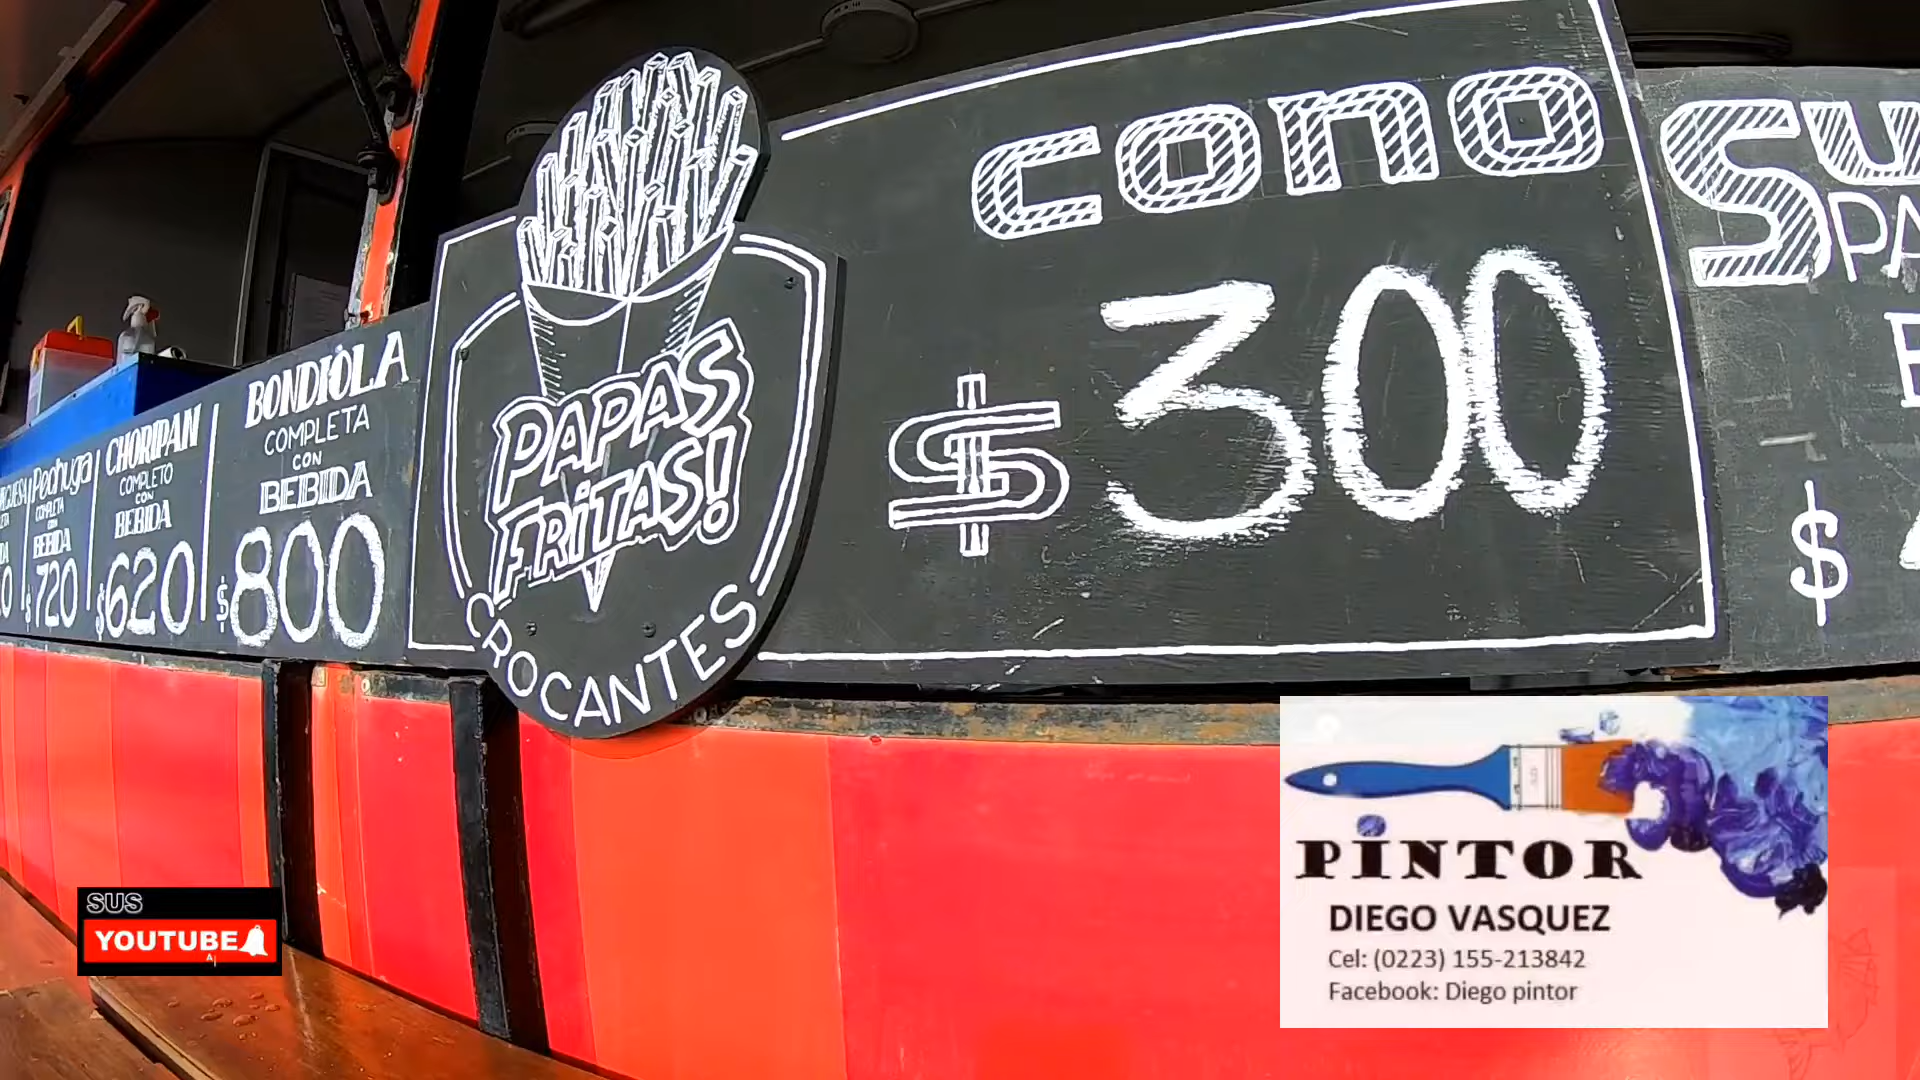 Pechuga
COMPLETA
CON
BEBIDA
$720
CHORIPAN
COMPLETO
CON
BEBIDA
$620
BONDIOLA
COMPLETA
CON
BEBIDA
$800
PAPAS
FRITAS!
CROCANTES
CONO
$300
$
SUS
YOUTUBE
PINTOR
DIEGO VASQUEZ
Cel: (0223) 155-213842
Facebook: Diego pintor